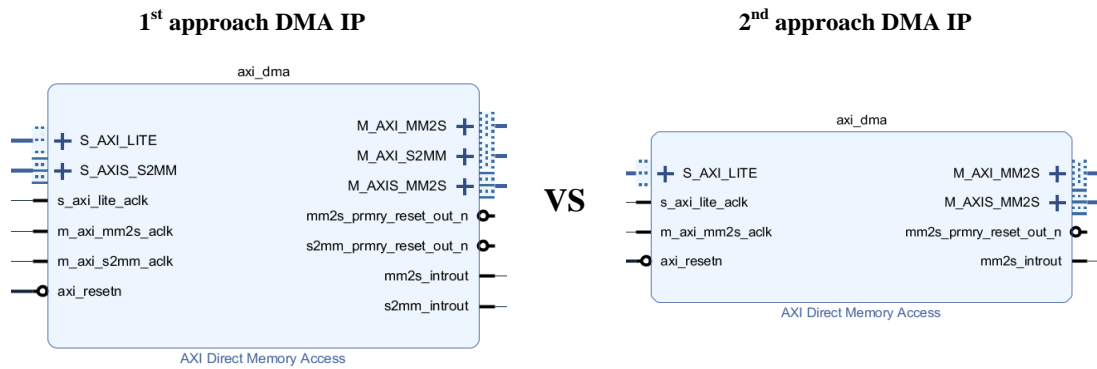 1st approach DMA IP
axi_dma
S_AXI_LITE
S_AXIS_S2MM
s_axi_lite_aclk
m_axi_mm2s_aclk
m_axi_s2mm_aclk
axi_resetn
M_AXI_MM2S
M_AXI_S2MM
M_AXIS_MM2S
mm2s_prmry_reset_out_n
s2mm_prmry_reset_out_n
mm2s_introut
s2mm_introut
AXI Direct Memory Access
VS
2nd approach DMA IP
axi_dma
S_AXI_LITE
s_axi_lite_aclk
m_axi_mm2s_aclk
axi_resetn
M_AXI_MM2S
M_AXIS_MM2S
mm2s_prmry_reset_out_n
mm2s_introut
AXI Direct Memory Access